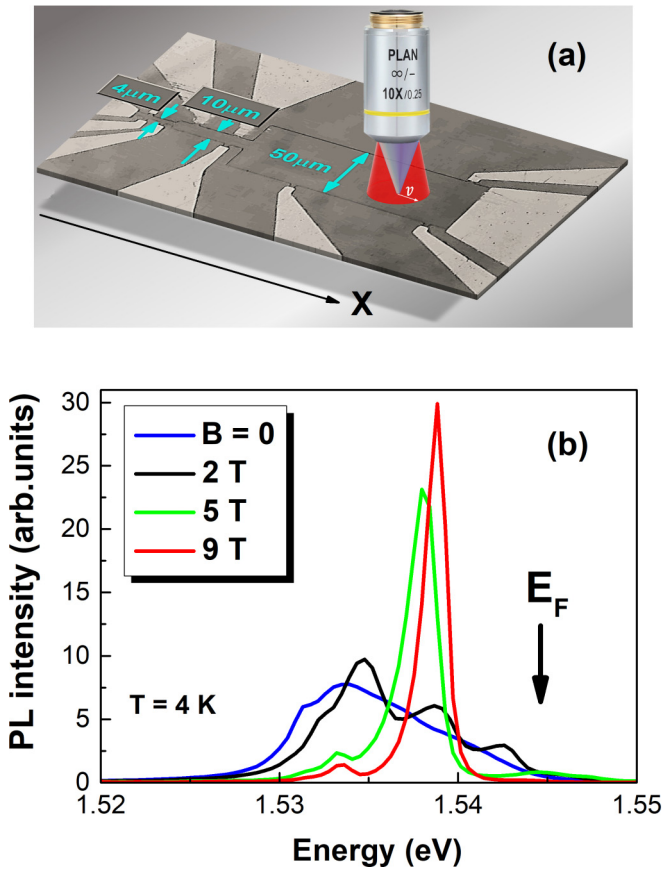 (a)
PLAN
∞/–
10X/0.25
4μm
10μm
50μm
v
X
(b)
PL intensity (arb.units)
30
25
20
15
10
5
0
B = 0
2 T
5 T
9 T
E_F
T = 4 K
1.52
1.53
1.54
1.55
Energy (eV)